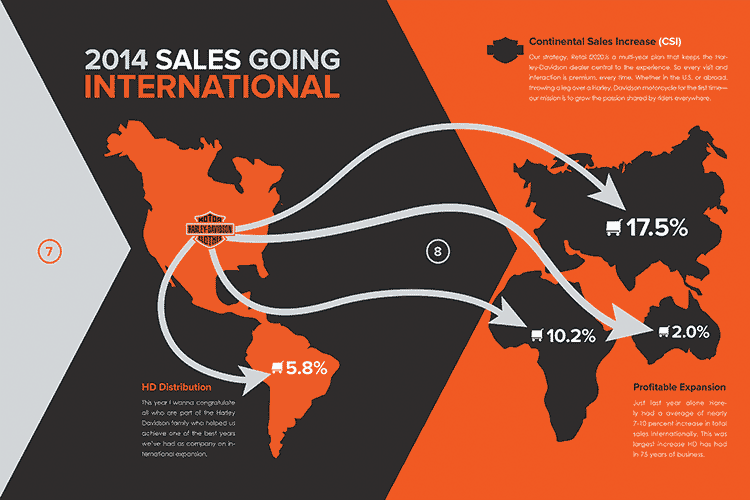 2014 SALES GOING
INTERNATIONAL
Continental Sales Increase (CSI)
Our strategy, Retail 2020, is a multi-year plan that keeps the Har-
ley-Davidson dealer central to the experience. So every visit and
interaction is premium, every time. Whether in the U.S. or abroad,
throwing a leg over a Harley, Davidson motorcycle for the first time—
our mission is to grow the passion shared by riders everywhere.
MOTOR
HARLEY-DAVIDSON
CLOTHES
17.5%
7
8
10.2%
2.0%
5.8%
HD Distribution
This year I wanna congratulate
all who are part of the Harley
Davidson family who helped us
achieve one of the best years
we've had as company on in-
ternational expansion.
Profitable Expansion
Just last year alone Hare-
ly had a average of nearly
7-10 percent increase in total
sales internationally. This was
largest increase HD has had
in 75 years of business.